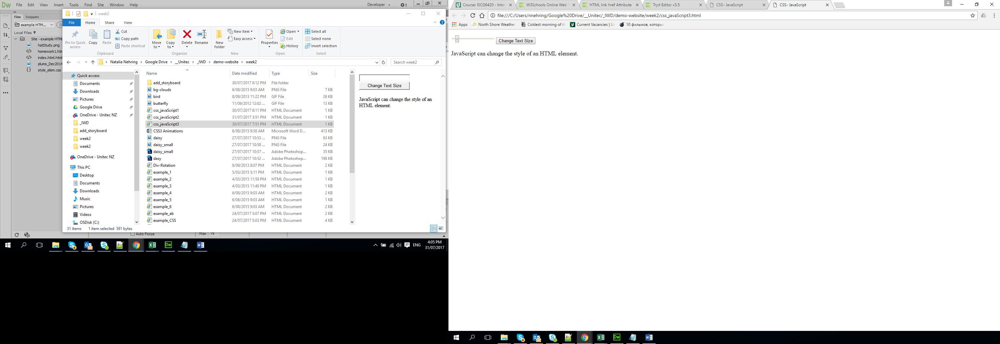 Dw File Edit View Insert Tools Find Site Window Help Developer
Files Snippets
example HTM...
Local Files
Site - example HTML
hatStudy.png
homework1.htm
index.html.html
plums_Dec2014
style_elem.css
week2
File Home Share View
Pin to Quick access
Copy
Paste
Cut
Copy path
Paste shortcut
Clipboard
Move to
Copy to
Delete
Rename
Organize
New folder
New item
Easy access
New
Properties
Open
Edit
History
Open
Select all
Select none
Invert selection
Select
Natalia Nehring > Google Drive > __Unitec > _IWD > demo-website > week2
Search week2
Quick access
Documents
Downloads
Pictures
Google Drive
OneDrive - Unitec NZ
_IWD
add_storyboard
week2
week2
OneDrive - Unitec NZ
This PC
Desktop
Documents
Downloads
Music
Pictures
Videos
OSDisk (C:)
Name Date modified Type Size
add_storyboard 30/07/2017 8:12 PM File folder
bg-clouds 6/08/2015 9:03 AM PNG File 7 KB
bird 8/09/2013 11:22 PM GIF File 26 KB
butterfly 11/09/2012 12:02 ... GIF File 13 KB
css_javaScript1 30/07/2017 8:11 PM HTML Document 1 KB
css_javaScript2 31/07/2017 3:51 PM HTML Document 1 KB
css_javaScript3 30/07/2017 7:51 PM HTML Document 1 KB
CSS3 Animations 6/08/2015 9:58 AM Microsoft Word D... 413 KB
daisy 27/07/2017 10:53 ... PNG File 63 KB
daisy_small 27/07/2017 10:58 ... PNG File 24 KB
daisy_small 27/07/2017 10:57 ... Adobe Photoshop... 35 KB
dasy 27/07/2017 10:52 ... Adobe Photoshop... 198 KB
Div-Rotation 9/09/2013 8:07 PM HTML Document 2 KB
example_1 5/03/2015 5:11 PM HTML Document 1 KB
example_2 4/03/2015 11:59 PM HTML Document 1 KB
example_3 4/03/2015 11:40 PM HTML Document 1 KB
example_4 6/08/2015 9:03 AM HTML Document 2 KB
example_5 6/08/2015 9:03 AM HTML Document 1 KB
example_6 6/08/2015 9:03 AM HTML Document 2 KB
example_ab 24/07/2017 5:07 PM HTML Document 2 KB
example_CSS 24/07/2017 5:03 PM HTML Document 4 KB
Change Text Size
JavaScript can change the style of an
HTML element.
31 items 1 item selected 591 bytes
Auto Focus Max 75
ENG 4:05 PM
31/07/2017
Course: ISCG6420 - Inter W3Schools Online Web T HTML link href Attribute Tryit Editor v3.5 CSS- JavaScript CSS- JavaScript
file:///C:/Users/nnehring/Google%20Drive/__Unitec/_IWD/demo-website/week2/css_javaScript3.html
Apps North Shore Weather Coldest morning of th Current Vacancies | Un 10 фильмов, которы
Change Text Size
JavaScript can change the style of an HTML element.